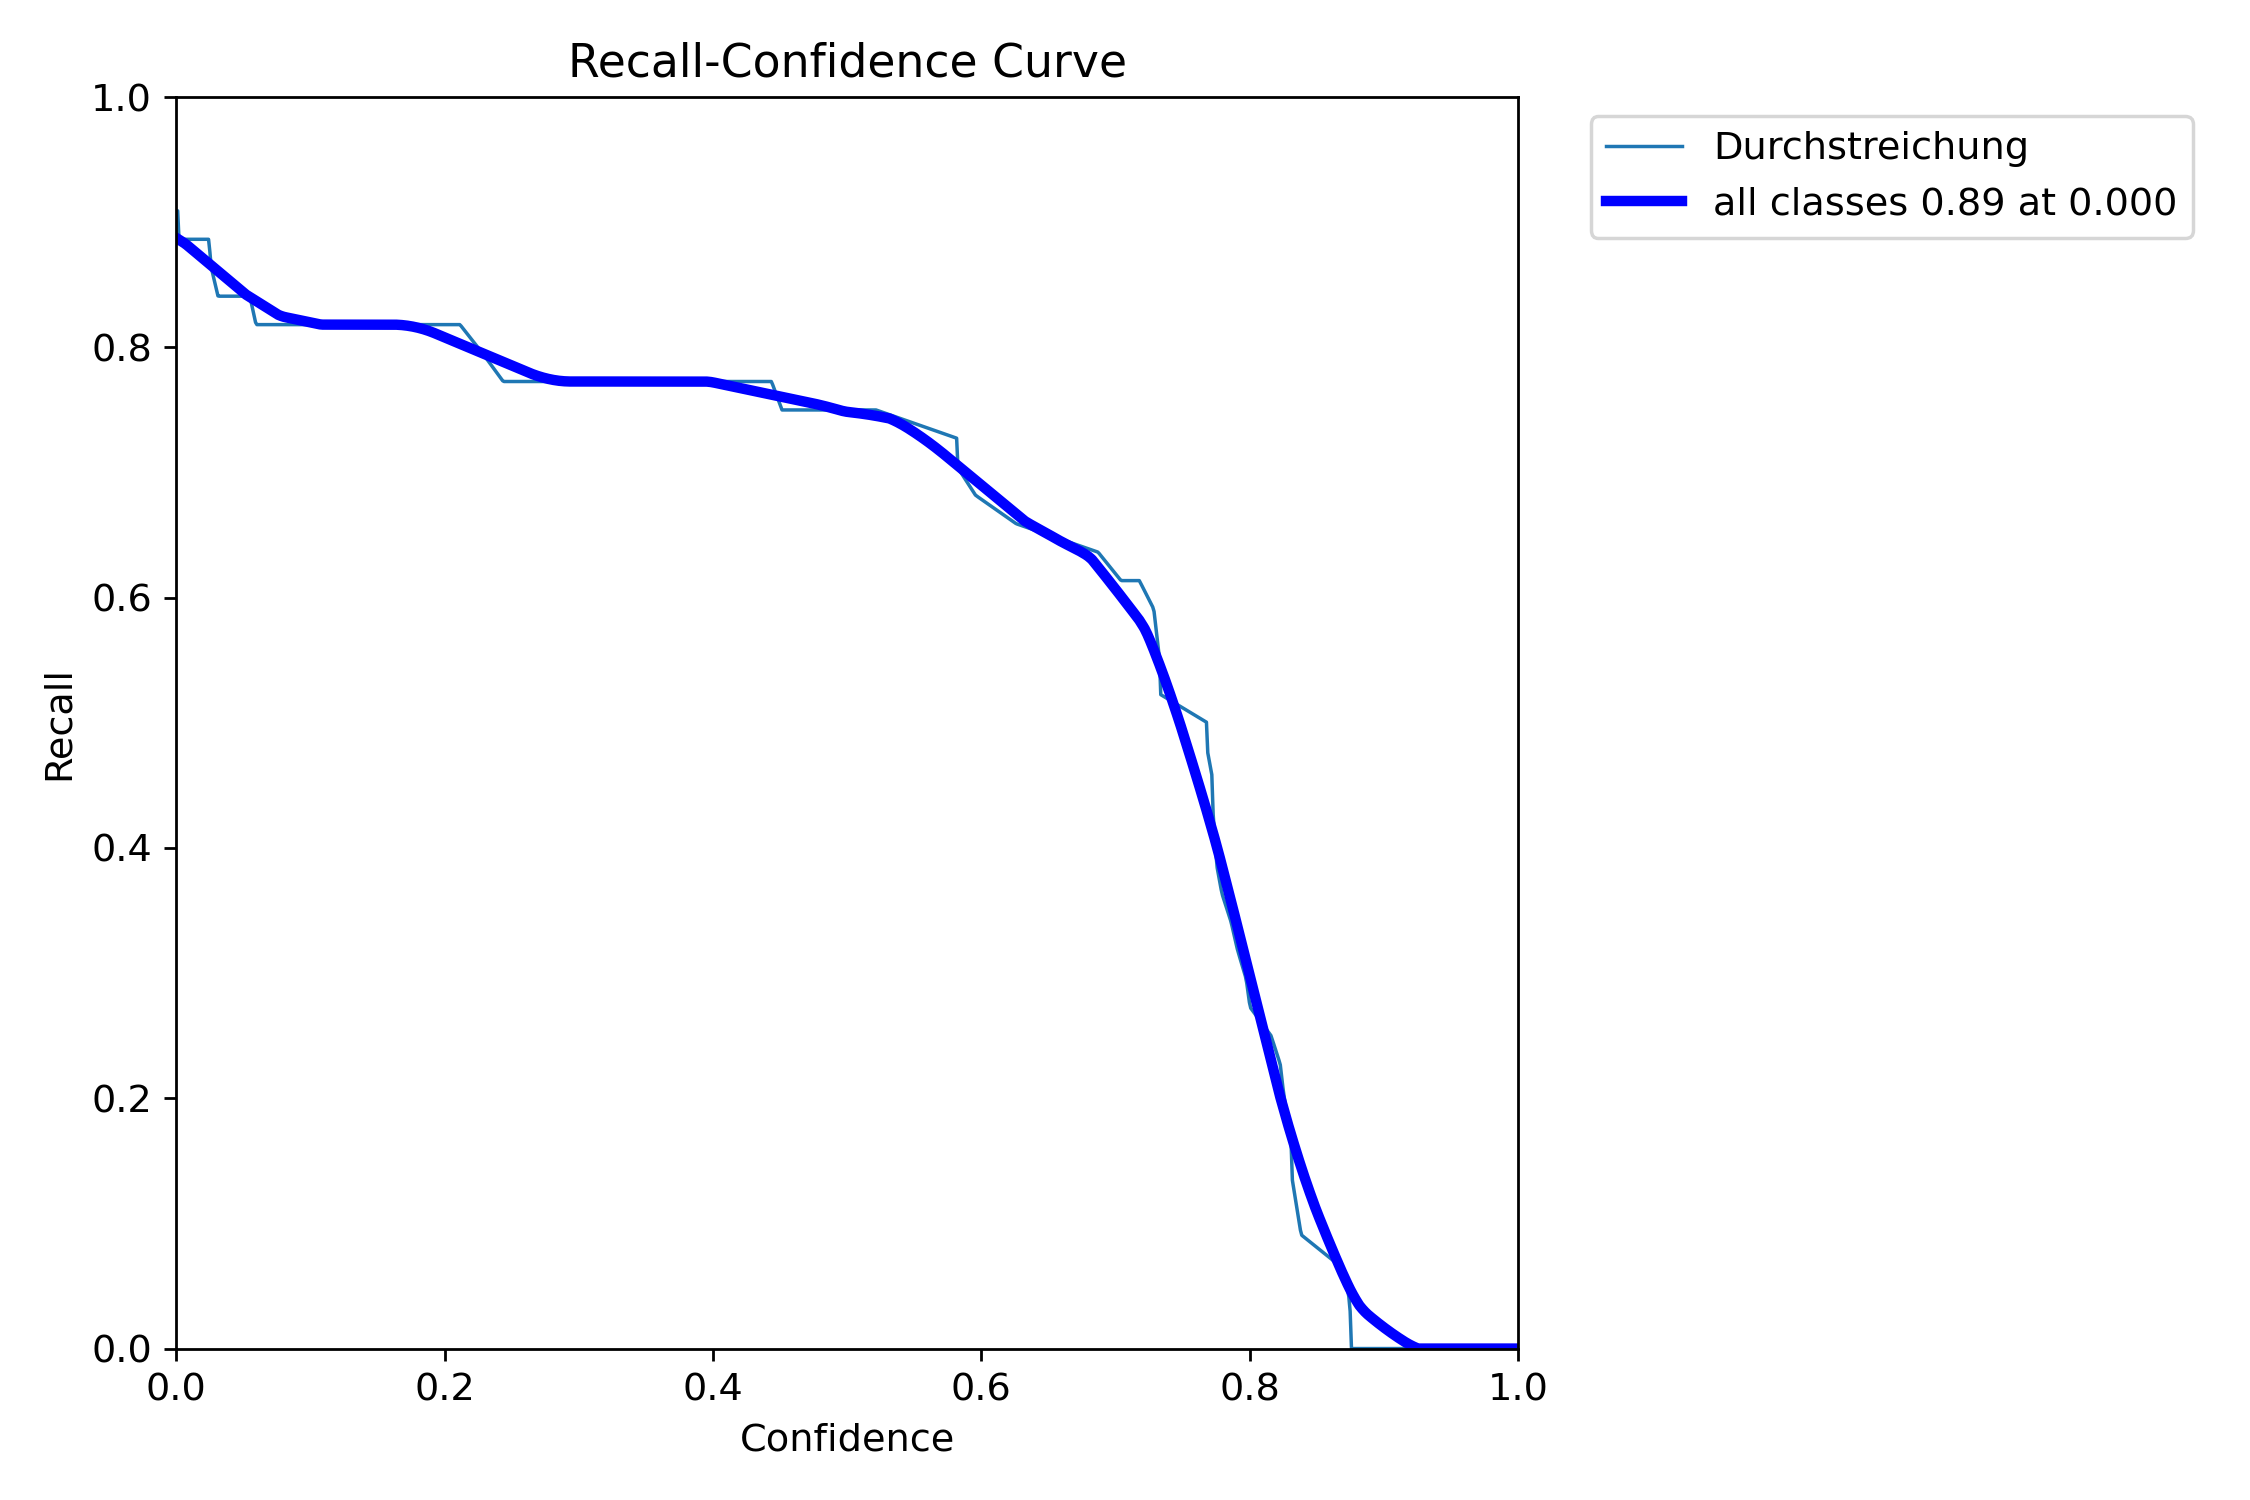 Recall-Confidence Curve
1.0
0.8
0.6
0.4
0.2
0.0
Recall
0.0 0.2 0.4 0.6 0.8 1.0
Confidence
Durchstreichung
all classes 0.89 at 0.000